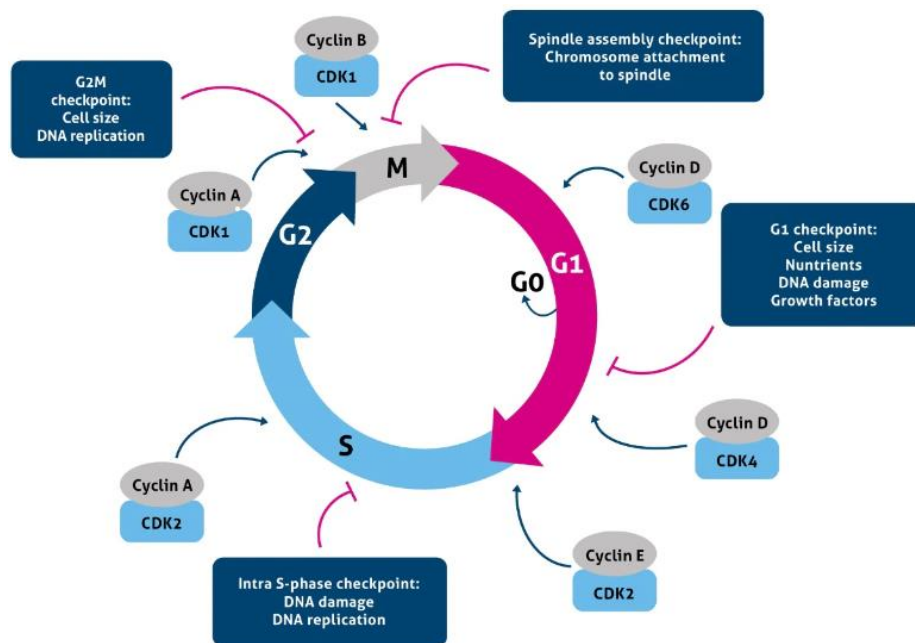 Cyclin B
CDK1
Spindle assembly checkpoint:
Chromosome attachment
to spindle
G2M
checkpoint:
Cell size
DNA replication
M
Cyclin A
CDK1
G2
Cyclin D
CDK6
G1
G0
G1 checkpoint:
Cell size
Nuntrients
DNA damage
Growth factors
Cyclin D
CDK4
S
Cyclin A
CDK2
Cyclin E
CDK2
Intra S-phase checkpoint:
DNA damage
DNA replication